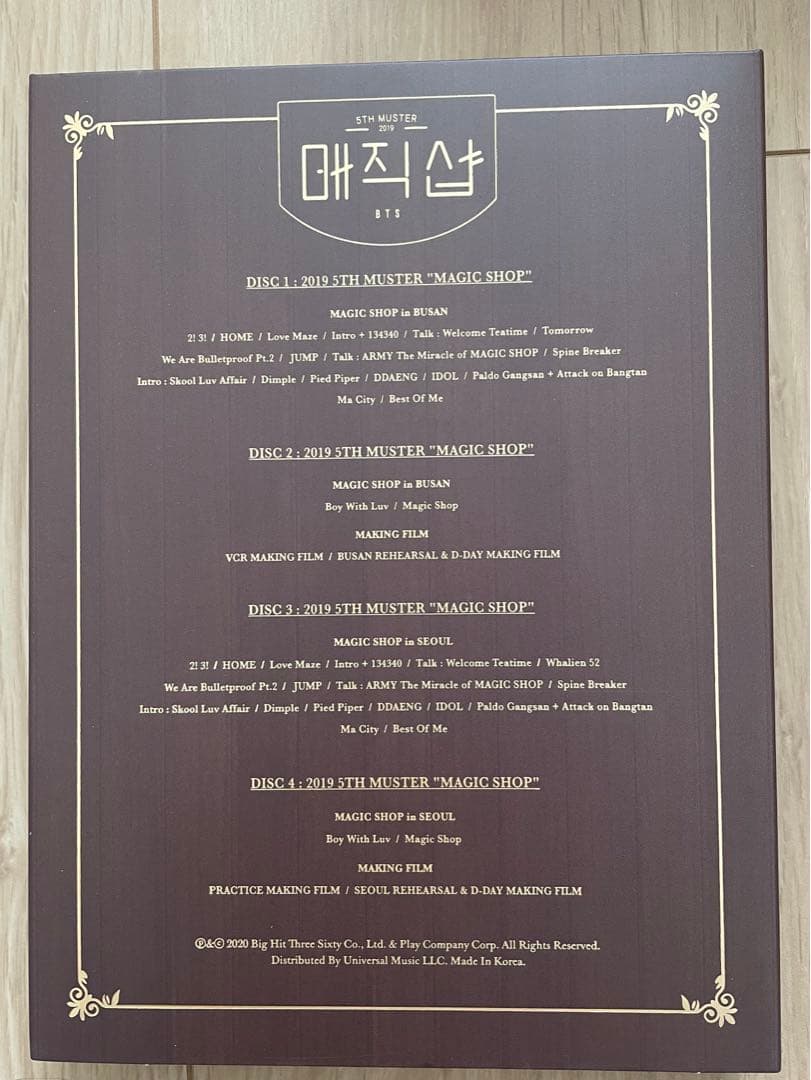 5TH MUSTER
2019
매직샵
BTS
DISC 1 : 2019 5TH MUSTER "MAGIC SHOP"
MAGIC SHOP in BUSAN
2! 3! / HOME / Love Maze / Intro + 134340 / Talk : Welcome Teatime / Tomorrow
We Are Bulletproof Pt.2 / JUMP / Talk : ARMY The Miracle of MAGIC SHOP / Spine Breaker
Intro : Skool Luv Affair / Dimple / Pied Piper / DDAENG / IDOL / Paldo Gangsan + Attack on Bangtan
Ma City / Best Of Me
DISC 2 : 2019 5TH MUSTER "MAGIC SHOP"
MAGIC SHOP in BUSAN
Boy With Luv / Magic Shop
MAKING FILM
VCR MAKING FILM / BUSAN REHEARSAL & D-DAY MAKING FILM
DISC 3 : 2019 5TH MUSTER "MAGIC SHOP"
MAGIC SHOP in SEOUL
2! 3! / HOME / Love Maze / Intro + 134340 / Talk : Welcome Teatime / Whalien 52
We Are Bulletproof Pt.2 / JUMP / Talk : ARMY The Miracle of MAGIC SHOP / Spine Breaker
Intro : Skool Luv Affair / Dimple / Pied Piper / DDAENG / IDOL / Paldo Gangsan + Attack on Bangtan
Ma City / Best Of Me
DISC 4 : 2019 5TH MUSTER "MAGIC SHOP"
MAGIC SHOP in SEOUL
Boy With Luv / Magic Shop
MAKING FILM
PRACTICE MAKING FILM / SEOUL REHEARSAL & D-DAY MAKING FILM
℗&© 2020 Big Hit Three Sixty Co., Ltd. & Play Company Corp. All Rights Reserved.
Distributed By Universal Music LLC. Made In Korea.